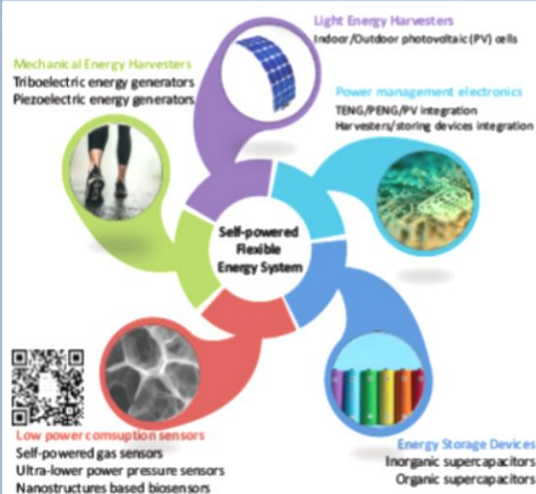 Light Energy Harvesters
Indoor/Outdoor photovoltaic (PV) cells
Mechanical Energy Harvesters
Triboelectric energy generators
Piezoelectric energy generators
Power management electronics
TENG/PENG/PV integration
Harvesters/storing devices integration
Self-powered
Flexible
Energy System
Low power comsuption sensors
Self-powered gas sensors
Ultra-lower power pressure sensors
Nanostructures based biosensors
Energy Storage Devices
Inorganic supercapacitors
Organic supercapacitors